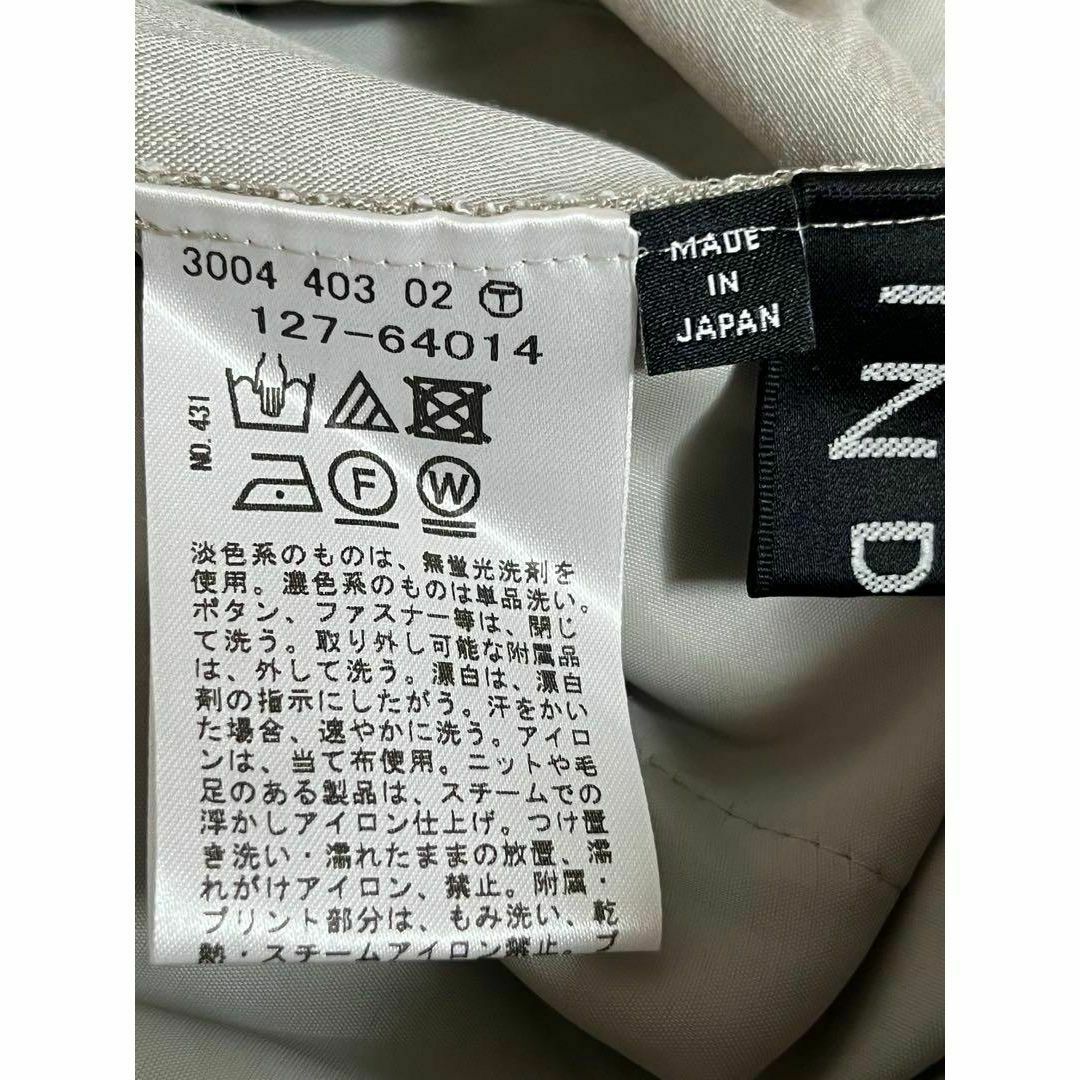 3004 403 02 Ⓣ
127-64014
NO.431
F W
淡色系のものは、無蛍光洗剤を
使用。濃色系のものは単品洗い。
ボタン、ファスナー等は、閉じ
て洗う。取り外し可能な附属品
は、外して洗う。漂白は、漂白
剤の指示にしたがう。汗をかい
た場合、速やかに洗う。アイロ
ンは、当て布使用。ニットや毛
足のある製品は、スチームでの
浮かしアイロン仕上げ。つけ置
き洗い・濡れたままの放置、濡
れがけアイロン、禁止。附属・
プリント部分は、もみ洗い、乾
熱・スチームアイロン禁止。プ
MADE
IN
JAPAN
IND